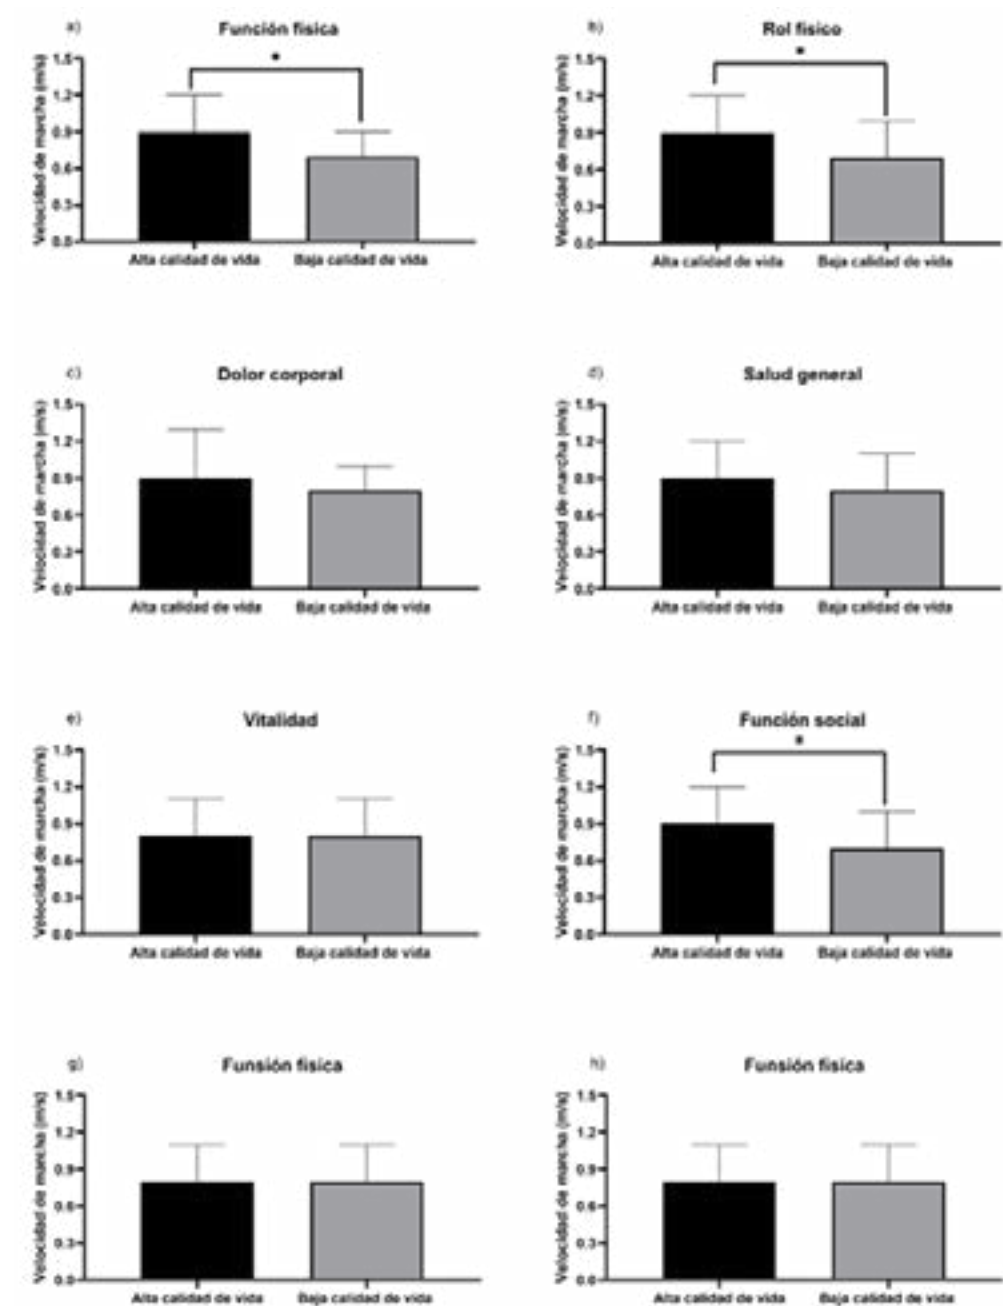 a)
Función física
*
Velocidad de marcha (m/s)
1.5
1.2
0.9
0.6
0.3
0.0
Alta calidad de vida
Baja calidad de vida
b)
Rol físico
*
Velocidad de marcha (m/s)
1.5
1.2
0.9
0.6
0.3
0.0
Alta calidad de vida
Baja calidad de vida
c)
Dolor corporal
Velocidad de marcha (m/s)
1.5
1.2
0.9
0.6
0.3
0.0
Alta calidad de vida
Baja calidad de vida
d)
Salud general
Velocidad de marcha (m/s)
1.5
1.2
0.9
0.6
0.3
0.0
Alta calidad de vida
Baja calidad de vida
e)
Vitalidad
Velocidad de marcha (m/s)
1.5
1.2
0.9
0.6
0.3
0.0
Alta calidad de vida
Baja calidad de vida
f)
Función social
*
Velocidad de marcha (m/s)
1.5
1.2
0.9
0.6
0.3
0.0
Alta calidad de vida
Baja calidad de vida
g)
Funsión física
Velocidad de marcha (m/s)
1.5
1.2
0.9
0.6
0.3
0.0
Alta calidad de vida
Baja calidad de vida
h)
Funsión física
Velocidad de marcha (m/s)
1.5
1.2
0.9
0.6
0.3
0.0
Alta calidad de vida
Baja calidad de vida